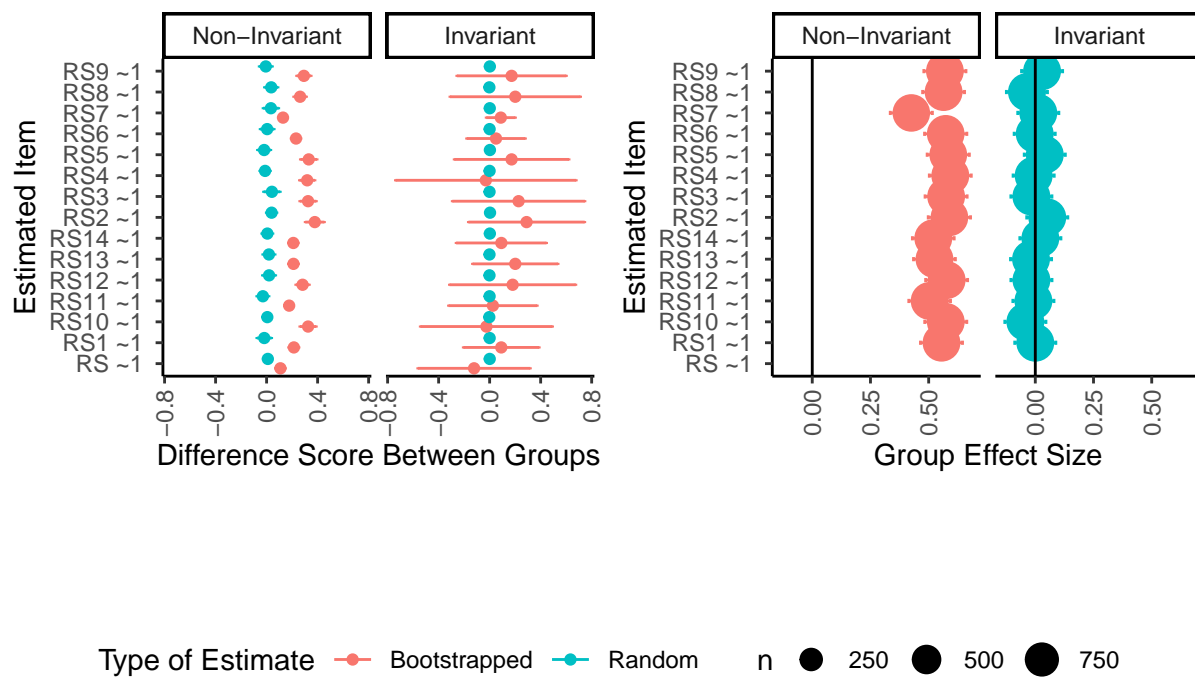 Non−Invariant
Invariant
Non−Invariant
Invariant
Estimated Item
RS9 ~1
RS8 ~1
RS7 ~1
RS6 ~1
RS5 ~1
RS4 ~1
RS3 ~1
RS2 ~1
RS14 ~1
RS13 ~1
RS12 ~1
RS11 ~1
RS10 ~1
RS1 ~1
RS ~1
−0.8
−0.4
0.0
0.4
0.8
−0.8
−0.4
0.0
0.4
0.8
Difference Score Between Groups
Estimated Item
RS9 ~1
RS8 ~1
RS7 ~1
RS6 ~1
RS5 ~1
RS4 ~1
RS3 ~1
RS2 ~1
RS14 ~1
RS13 ~1
RS12 ~1
RS11 ~1
RS10 ~1
RS1 ~1
RS ~1
0.00
0.25
0.50
0.00
0.25
0.50
Group Effect Size
Type of Estimate
Bootstrapped
Random
n
250
500
750